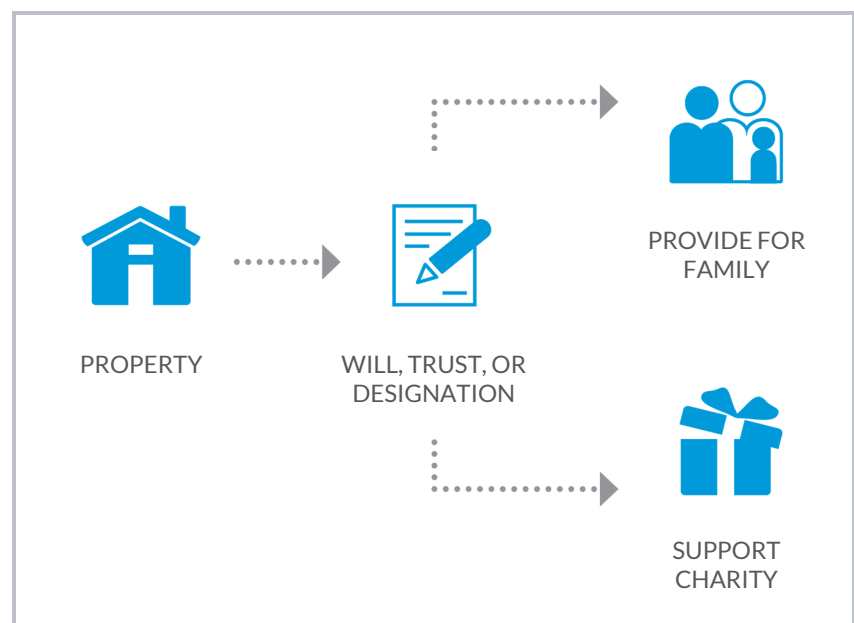 PROPERTY
WILL, TRUST, OR
DESIGNATION
PROVIDE FOR
FAMILY
SUPPORT
CHARITY